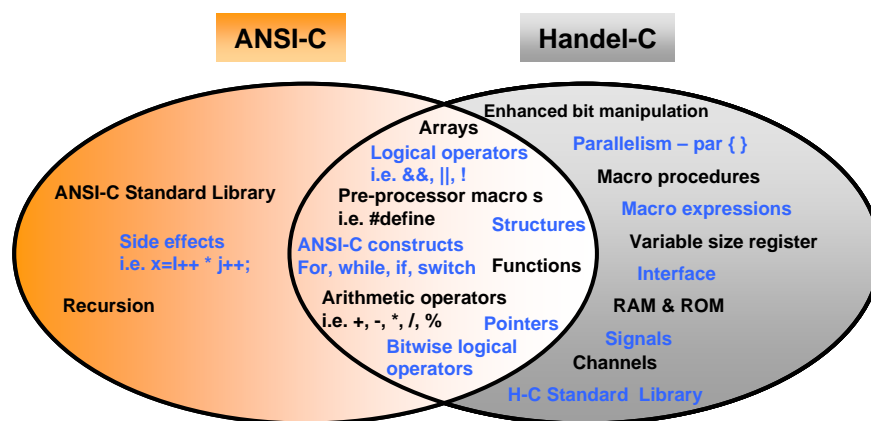 ANSI-C
Handel-C
ANSI-C Standard Library
Side effects
i.e. x=I++ * j++;
Recursion
Arrays
Logical operators
i.e. &&, ||, !
Pre-processor macro s
i.e. #define
Structures
ANSI-C constructs
For, while, if, switch
Functions
Arithmetic operators
i.e. +, -, *, /, %
Pointers
Bitwise logical
operators
Enhanced bit manipulation
Parallelism – par { }
Macro procedures
Macro expressions
Variable size register
Interface
RAM & ROM
Signals
Channels
H-C Standard  Library